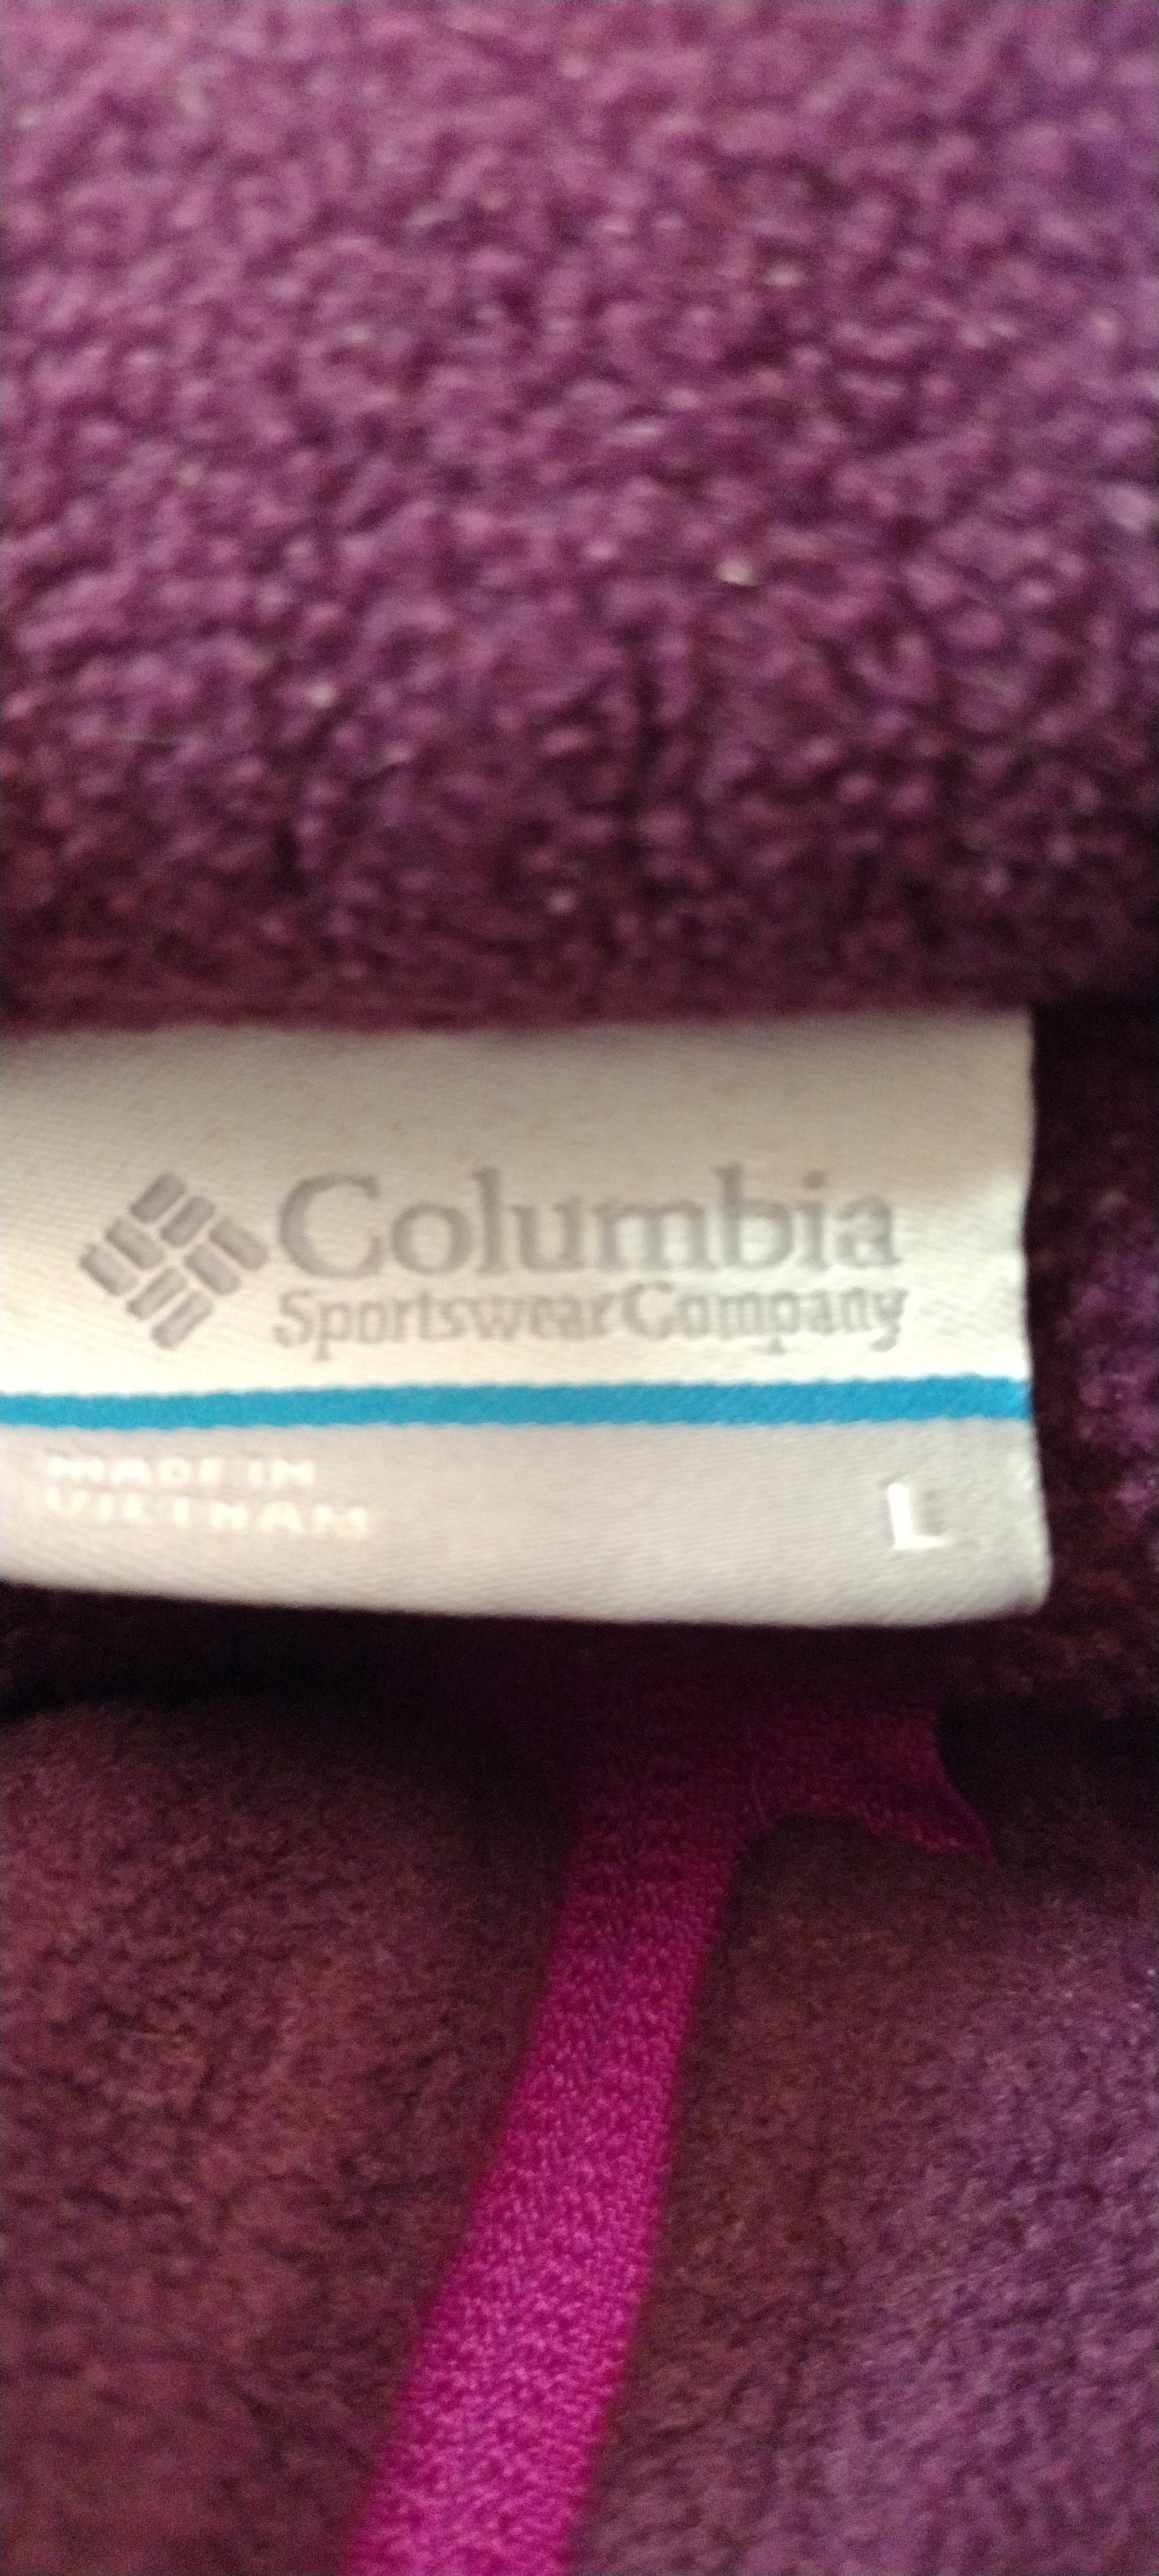 Columbia
Sportswear Company
MADE IN
VIETNAM
L